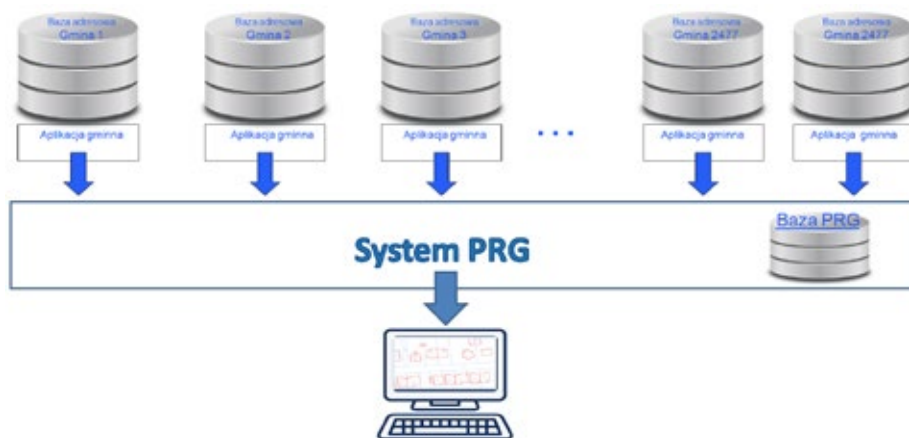 Baza adresowa
Gmina 1
Baza adresowa
Gmina 2
Baza adresowa
Gmina 3
Baza adresowa
Gmina 2477
Baza adresowa
Gmina 2477
Aplikacja gminna
Aplikacja gminna
Aplikacja gminna
...
Aplikacja gminna
Aplikacja gminna
System PRG
Baza PRG